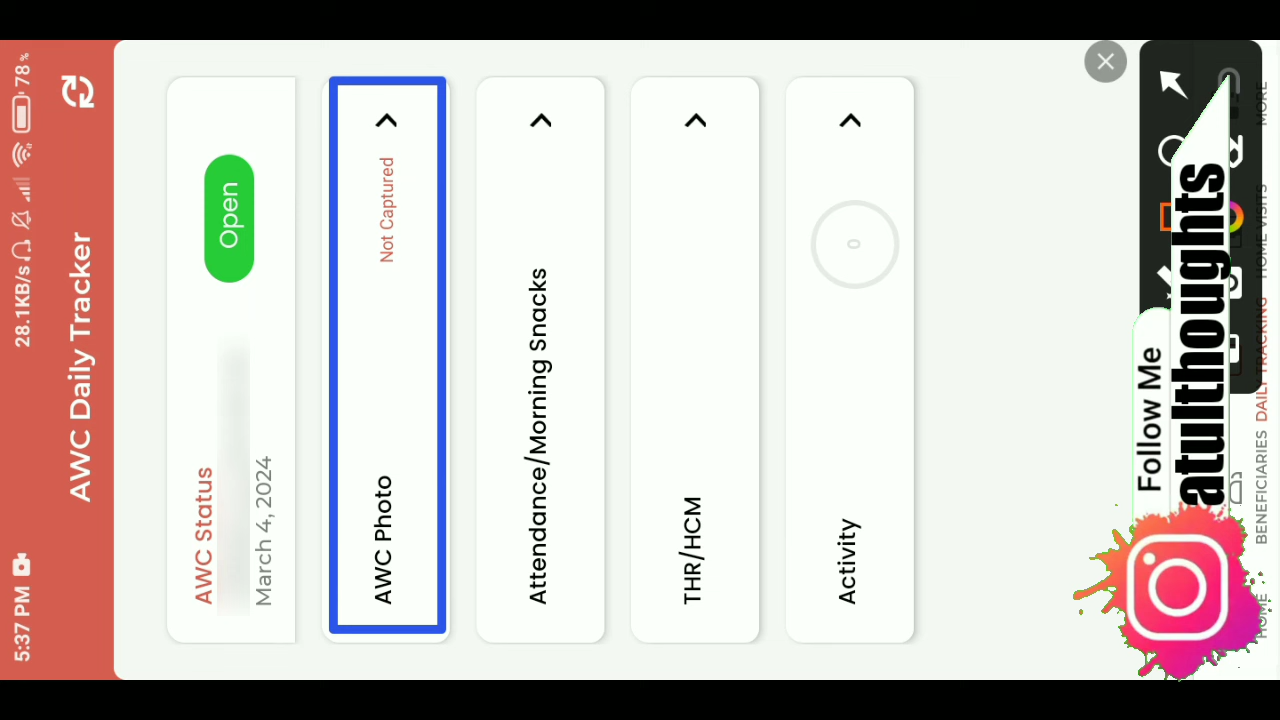 5:37 PM 28.1KB/s 78%
AWC Daily Tracker
AWC Status
Open
March 4, 2024
AWC Photo Not Captured
Attendance/Morning Snacks
THR/HCM
Activity 0
Follow Me
atulthoughts
HOME BENEFICIARIES DAILY TRACKING HOME VISITS MORE